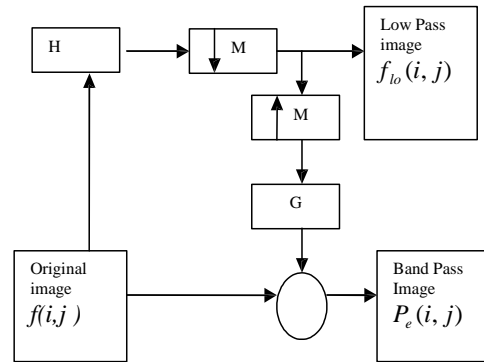 H
M
Low Pass
image
f_lo (i, j)
M
G
Original
image
f(i,j )
Band Pass
Image
P_e (i, j)